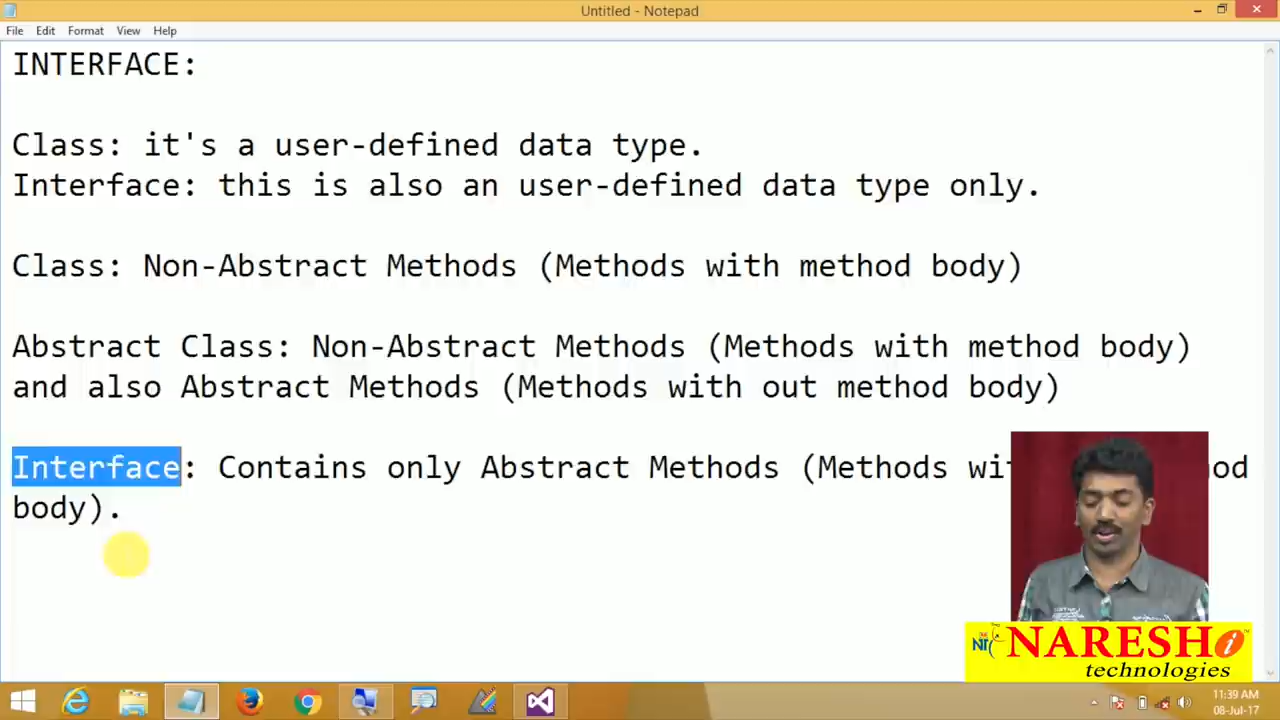 Untitled - Notepad
File Edit Format View Help
INTERFACE:
Class: it's a user-defined data type.
Interface: this is also an user-defined data type only.
Class: Non-Abstract Methods (Methods with method body)
Abstract Class: Non-Abstract Methods (Methods with method body)
and also Abstract Methods (Methods with out method body)
Interface: Contains only Abstract Methods (Methods
body).
NARESH i
technologies
11:39 AM
08-Jul-17